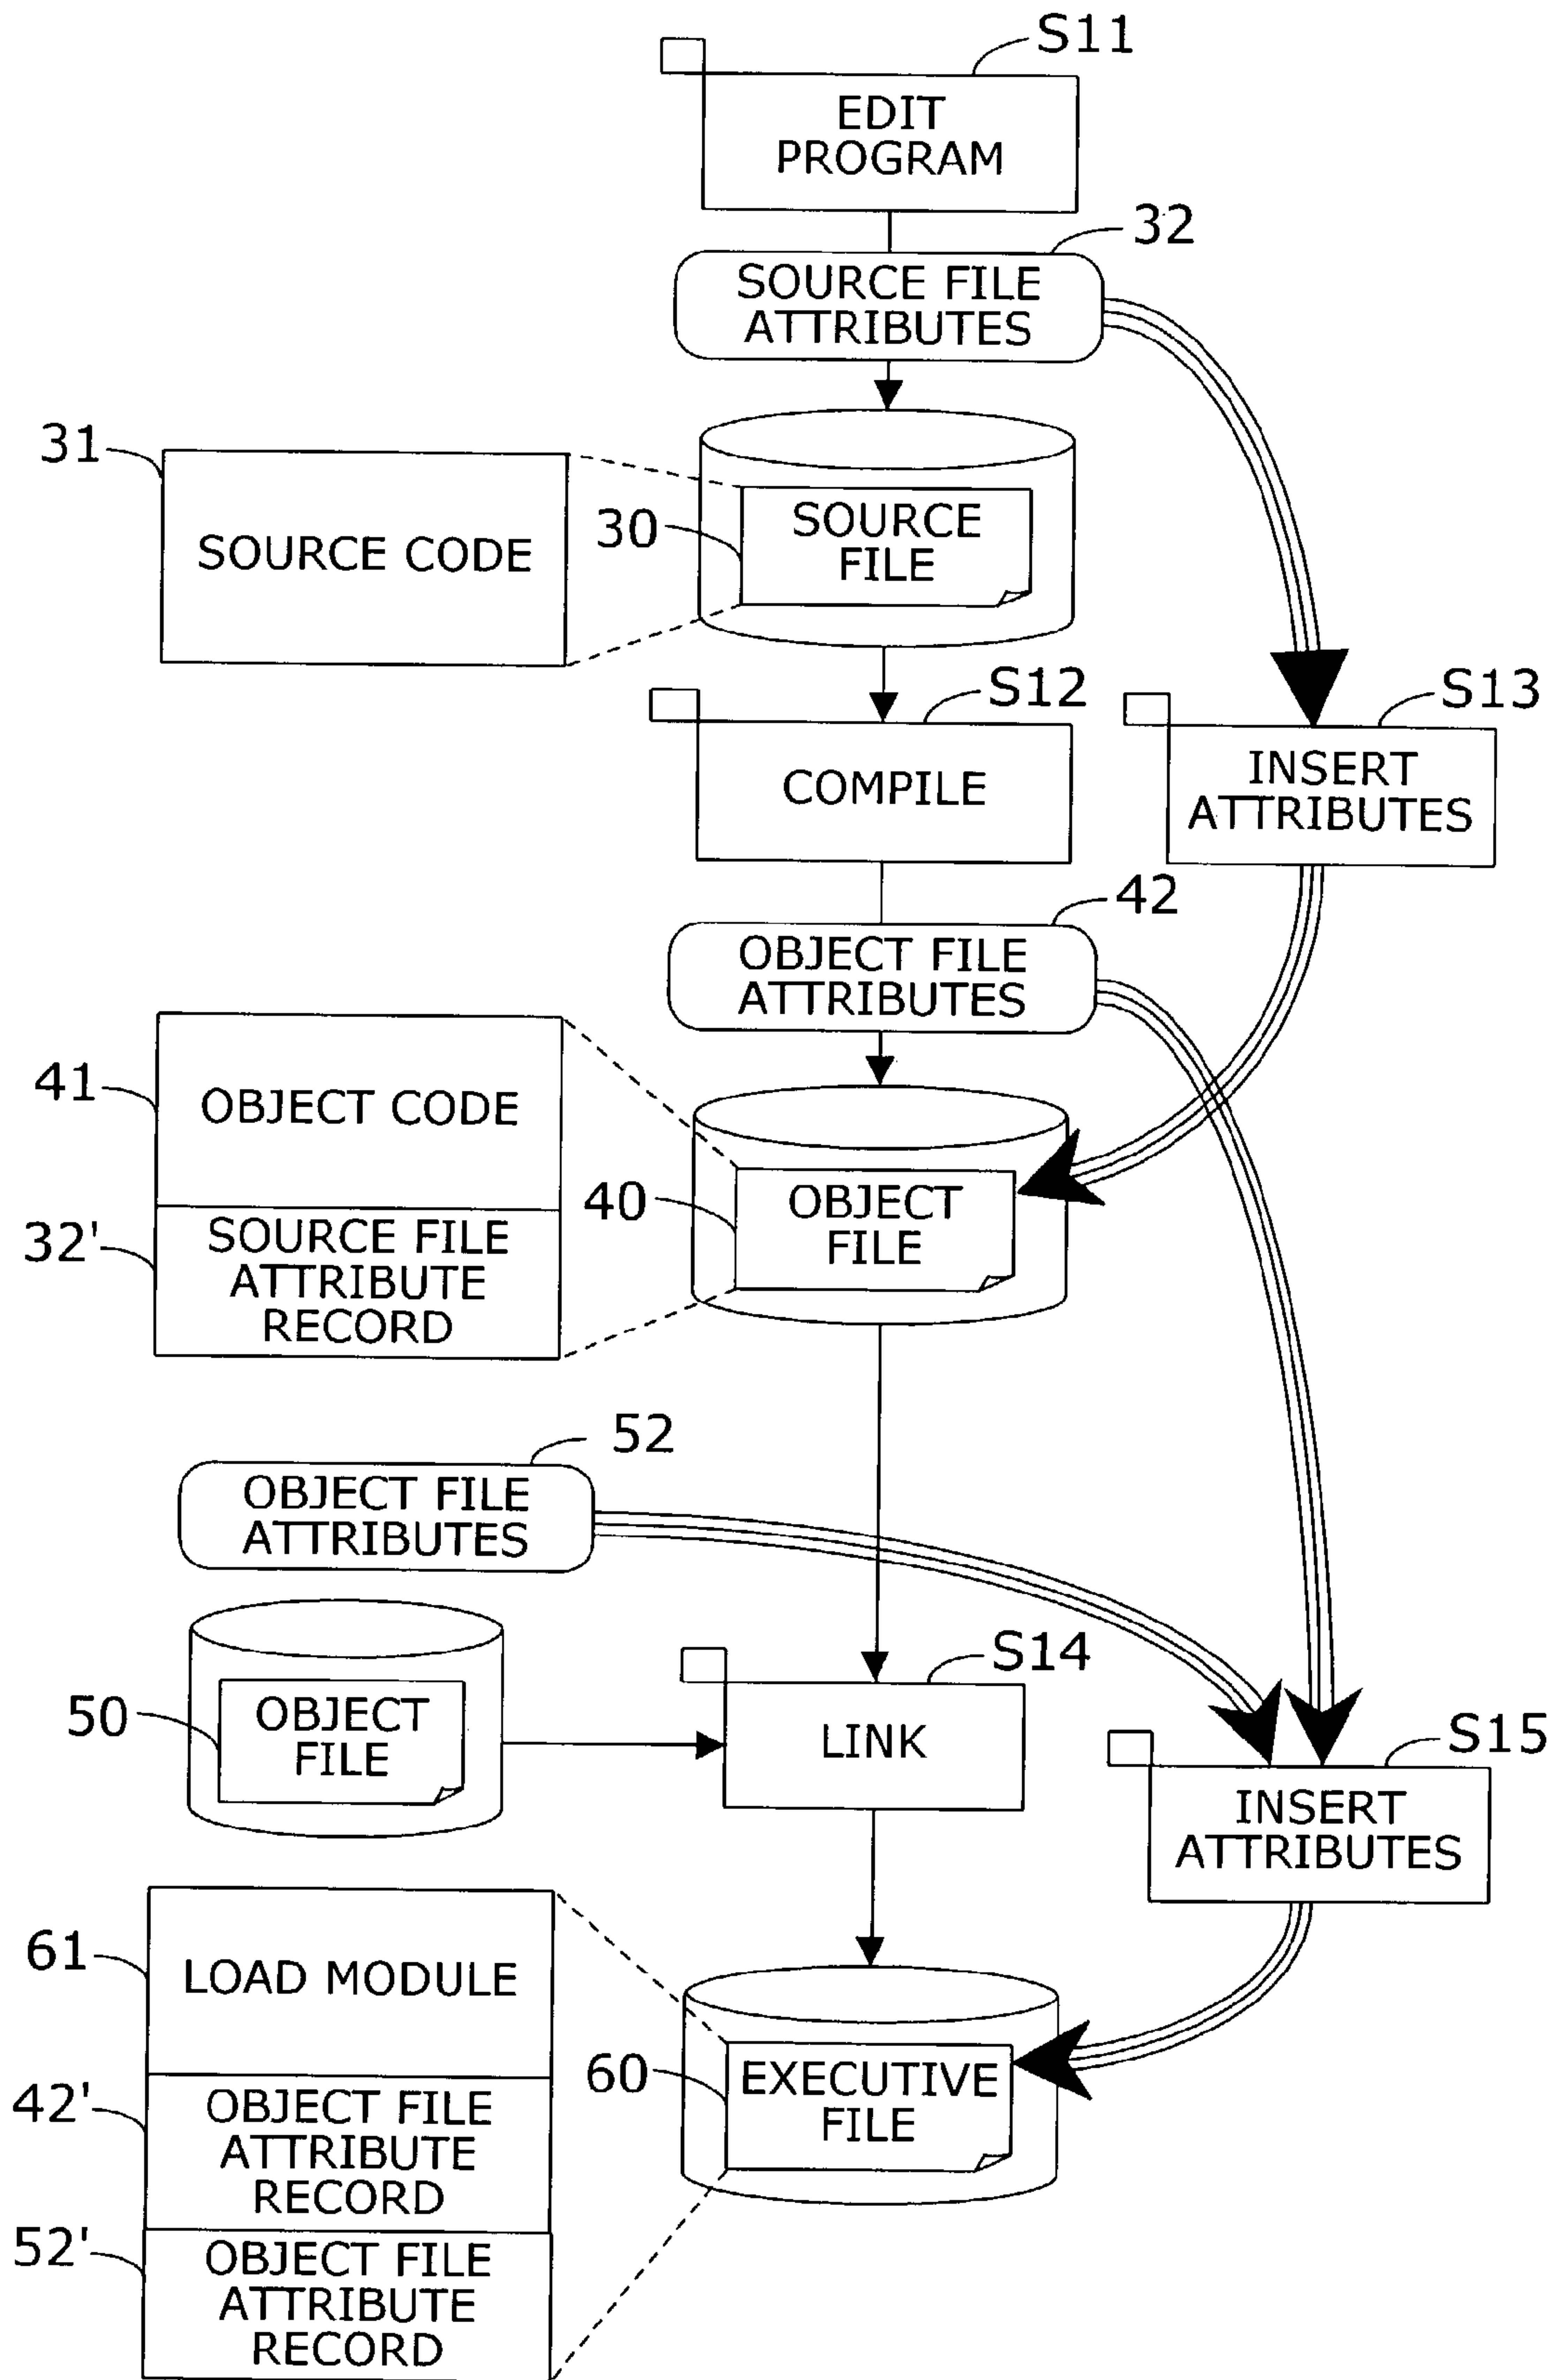 S11
EDIT
PROGRAM
32
SOURCE FILE
ATTRIBUTES
31
SOURCE CODE
30
SOURCE
FILE
S12
COMPILE
S13
INSERT
ATTRIBUTES
42
OBJECT FILE
ATTRIBUTES
41
OBJECT CODE
32'
SOURCE FILE
ATTRIBUTE
RECORD
40
OBJECT
FILE
52
OBJECT FILE
ATTRIBUTES
50
OBJECT
FILE
S14
LINK
S15
INSERT
ATTRIBUTES
61
LOAD MODULE
42'
OBJECT FILE
ATTRIBUTE
RECORD
52'
OBJECT FILE
ATTRIBUTE
RECORD
60
EXECUTIVE
FILE